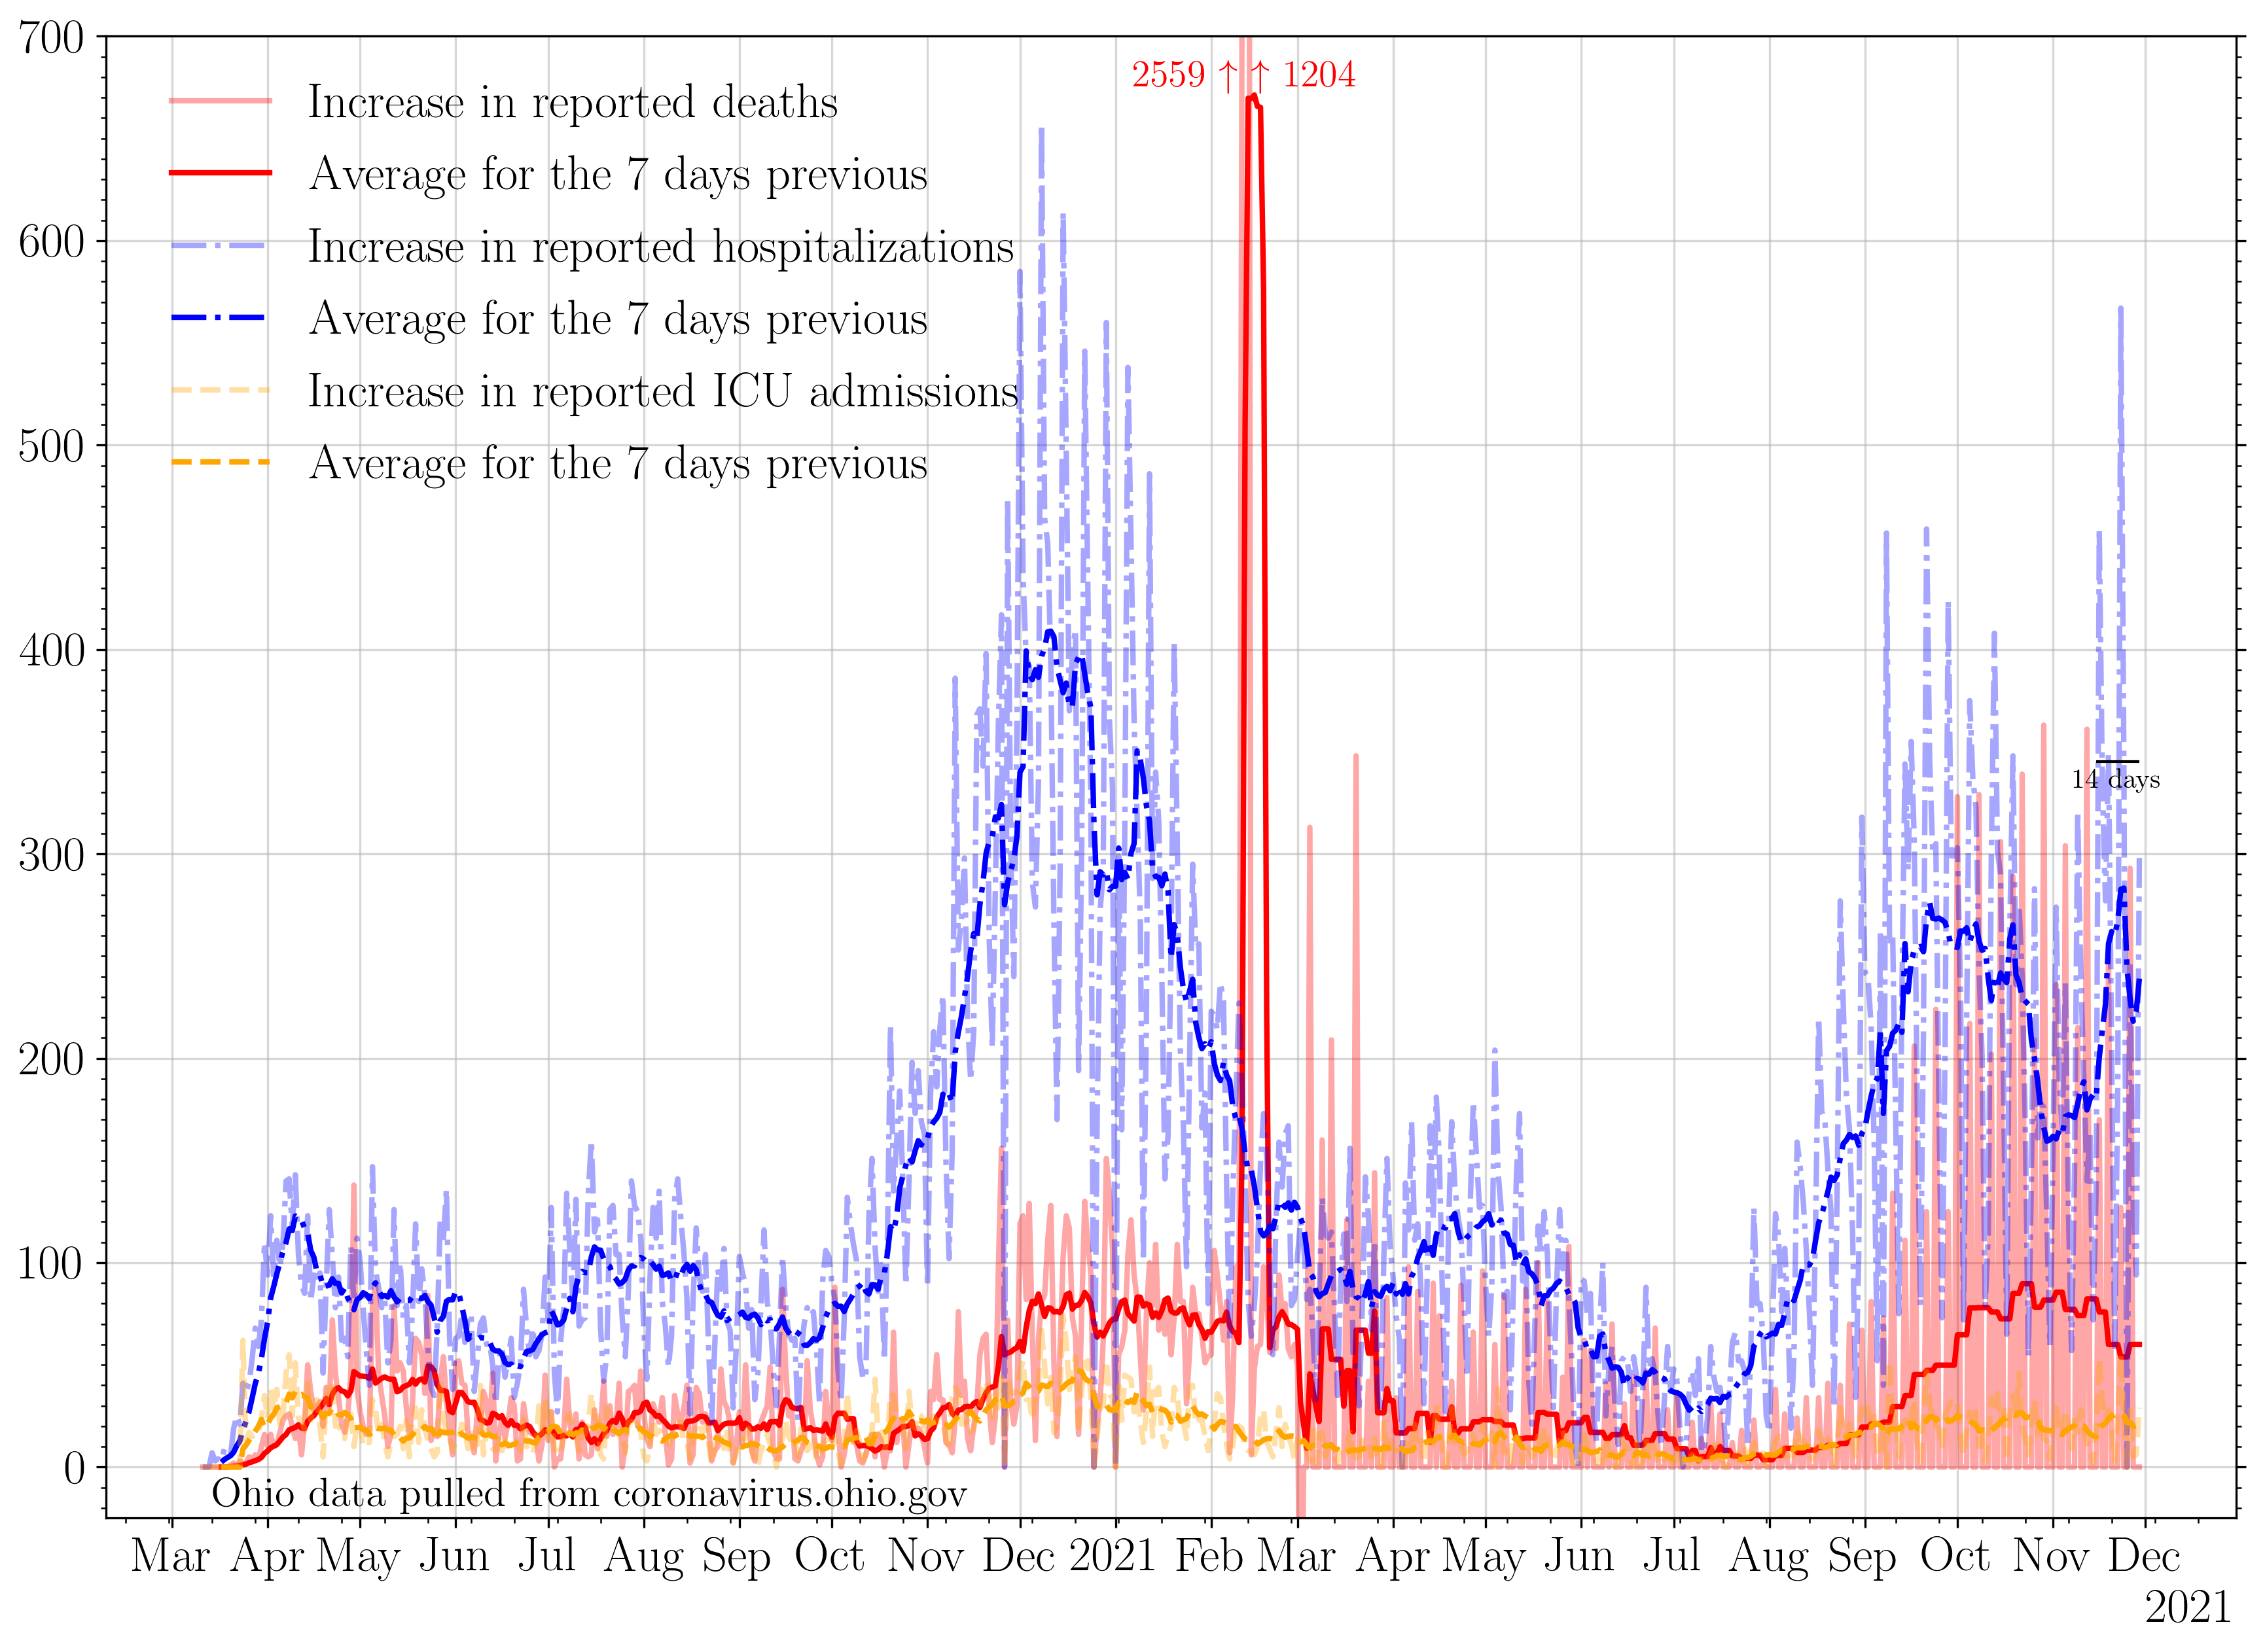 700
600
500
400
300
200
100
0
2559 ↑ ↑ 1204
Increase in reported deaths
Average for the 7 days previous
Increase in reported hospitalizations
Average for the 7 days previous
Increase in reported ICU admissions
Average for the 7 days previous
14 days
Ohio data pulled from coronavirus.ohio.gov
Mar Apr May Jun Jul Aug Sep Oct Nov Dec 2021 Feb Mar Apr May Jun Jul Aug Sep Oct Nov Dec
2021